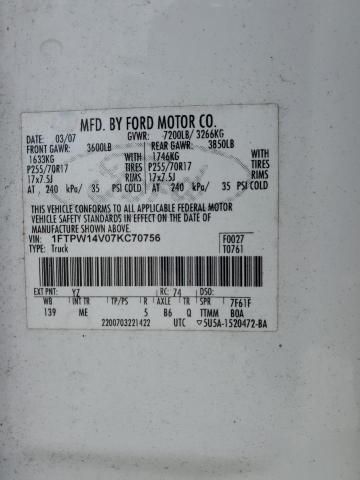 MFD. BY FORD MOTOR CO.
DATE: 03/07 GVWR: 7200LB/ 3266KG
FRONT GAWR: 3600LB REAR GAWR: 3850LB
1633KG WITH 1746KG WITH
P255/70R17 TIRES P255/70R17 TIRES
17x7.5J RIMS 17x7.5J RIMS
AT, 240 kPa/ 35 PSI COLD AT, 240 kPa/ 35 PSI COLD
THIS VEHICLE CONFORMS TO ALL APPLICABLE FEDERAL MOTOR
VEHICLE SAFETY STANDARDS IN EFFECT ON THE DATE OF
MANUFACTURE SHOWN ABOVE.
VIN: 1FTPW14V07KC70756 F0027
TYPE: Truck T0761
EXT PNT: YZ RC: 74 DSO:
WB INT TR TP/PS R AXLE TR SPR 7F61F
139 ME 5 B6 Q TTMM B0A
2200703221422 UTC ▽5U5A-1520472-BA